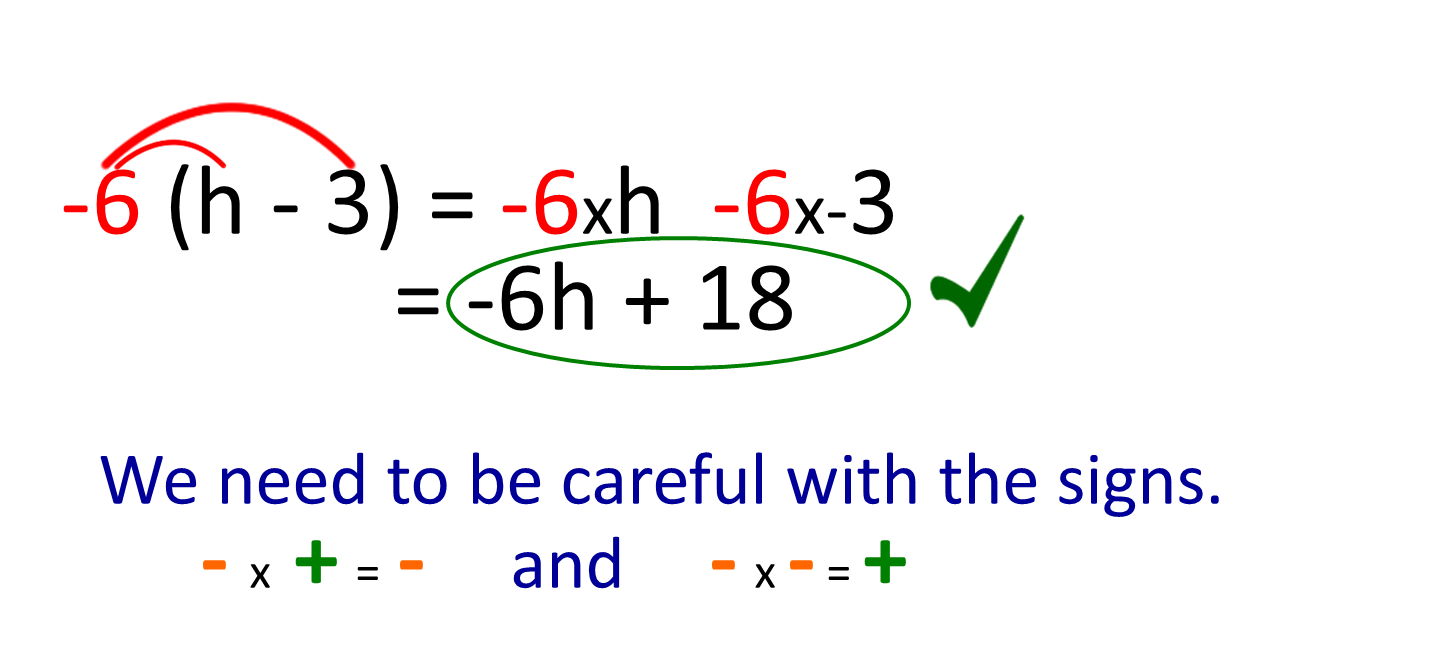 -6 (h - 3) = -6xh -6x-3
= -6h + 18
We need to be careful with the signs.
- x + = - and - x - = +